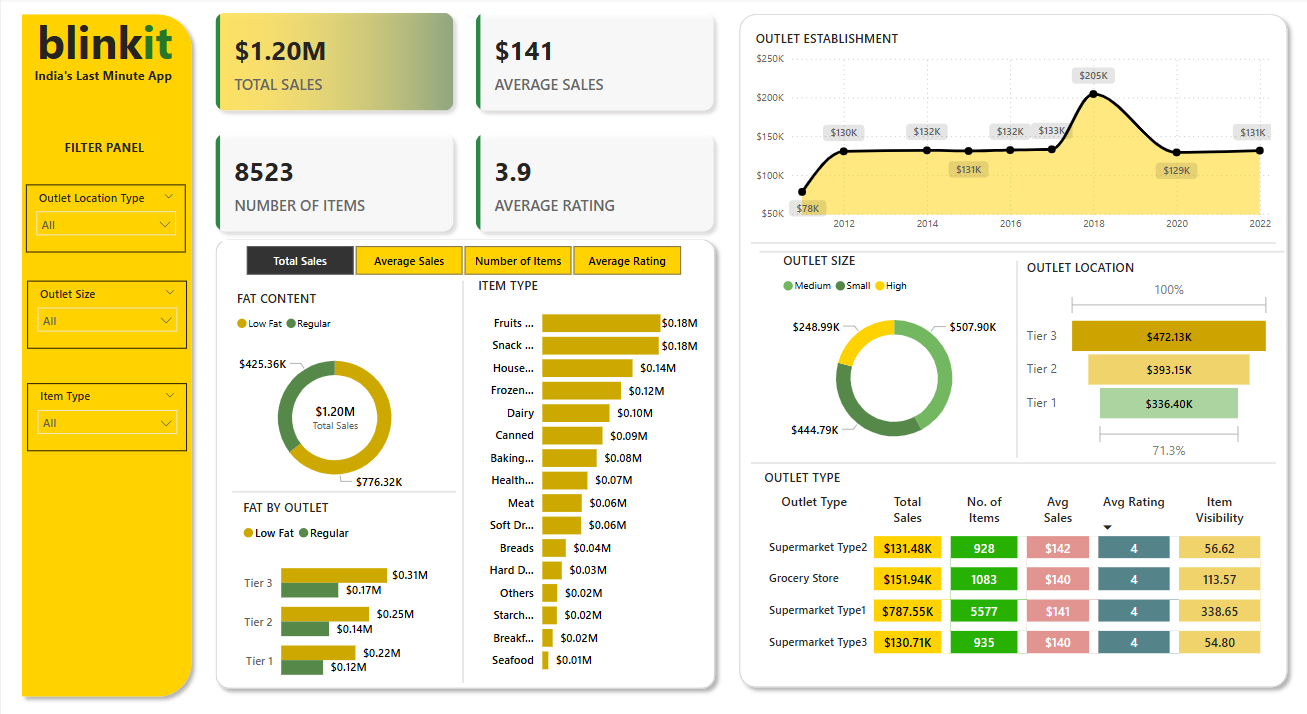 blinkit
India's Last Minute App
FILTER PANEL
Outlet Location Type
All
Outlet Size
All
Item Type
All
$1.20M
TOTAL SALES
$141
AVERAGE SALES
8523
NUMBER OF ITEMS
3.9
AVERAGE RATING
Total Sales
Average Sales
Number of Items
Average Rating
FAT CONTENT
Low Fat Regular
$425.36K
$1.20M
Total Sales
$776.32K
FAT BY OUTLET
Low Fat Regular
Tier 3 $0.31M
$0.17M
Tier 2 $0.25M
$0.14M
Tier 1 $0.22M
$0.12M
ITEM TYPE
Fruits ... $0.18M
Snack ... $0.18M
House... $0.14M
Frozen... $0.12M
Dairy $0.10M
Canned $0.09M
Baking... $0.08M
Health... $0.07M
Meat $0.06M
Soft Dr... $0.06M
Breads $0.04M
Hard D... $0.03M
Others $0.02M
Starch... $0.02M
Breakf... $0.02M
Seafood $0.01M
OUTLET ESTABLISHMENT
$250K
$200K
$150K
$100K
$50K
$78K
$130K
$132K
$131K
$132K
$133K
$205K
$129K
$131K
2012 2014 2016 2018 2020 2022
OUTLET SIZE
Medium Small High
$248.99K
$507.90K
$444.79K
OUTLET LOCATION
100%
Tier 3 $472.13K
Tier 2 $393.15K
Tier 1 $336.40K
71.3%
OUTLET TYPE
Outlet Type Total Sales No. of Items Avg Sales Avg Rating Item Visibility
Supermarket Type2 $131.48K 928 $142 4 56.62
Grocery Store $151.94K 1083 $140 4 113.57
Supermarket Type1 $787.55K 5577 $141 4 338.65
Supermarket Type3 $130.71K 935 $140 4 54.80